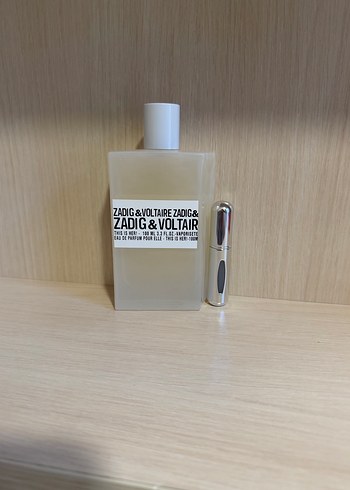 ZADIG & VOLTAIRE ZADIG &
ZADIG & VOLTAIR
THIS IS HER! - 100 ML 3.3 FL.OZ. - VAPORISATE
EAU DE PARFUM POUR ELLE - THIS IS HER! - 100M